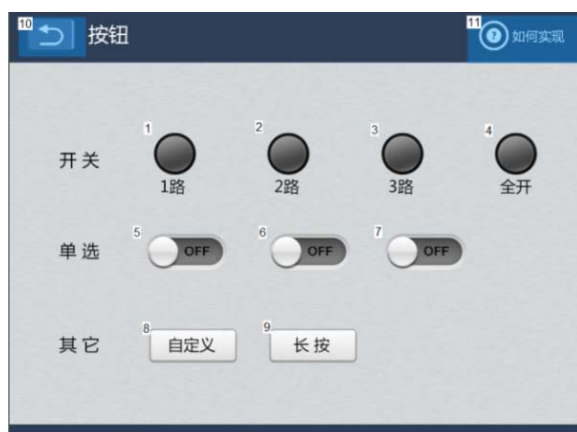 10 按钮
11 ? 如何实现
1 2 3 4
开关
1路 2路 3路 全开
5 6 7
单选 OFF OFF OFF
8 9
其它 自定义 长按